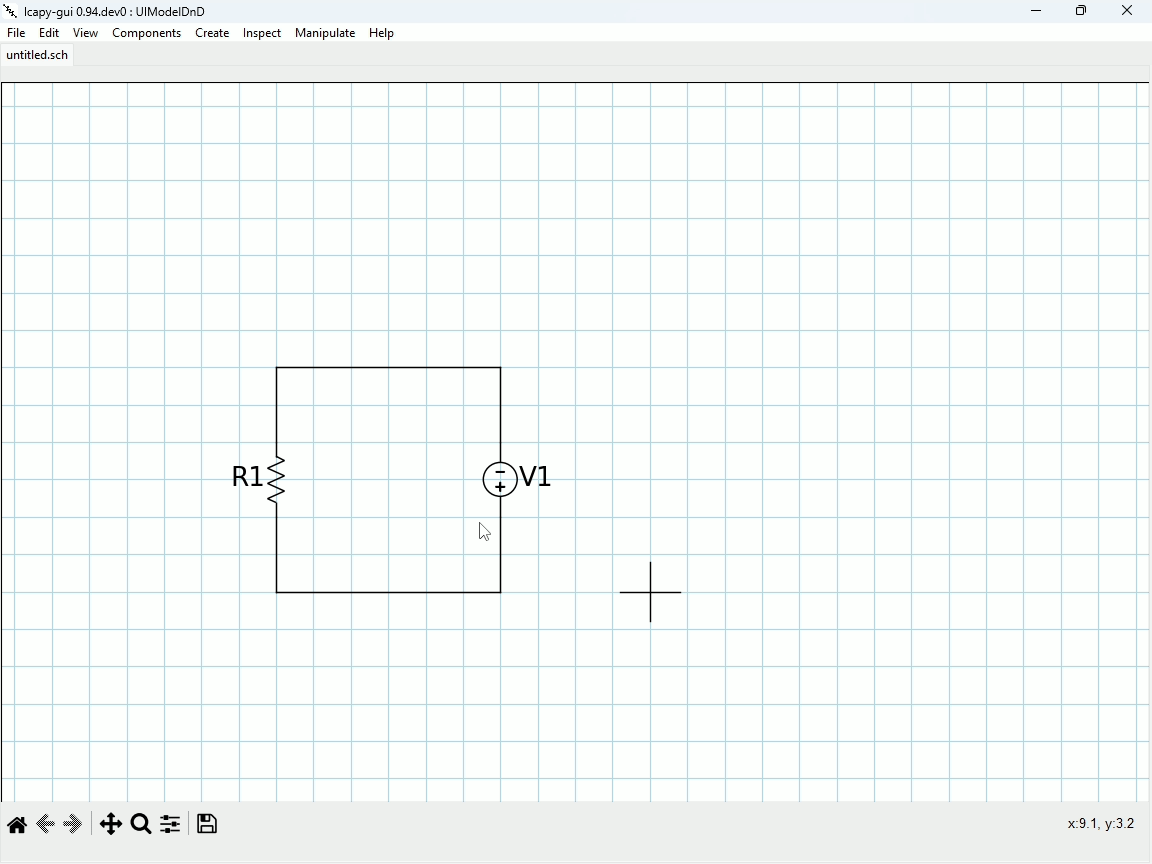 lcapy-gui 0.94.dev0 : UIModelDnD
File Edit View Components Create Inspect Manipulate Help
untitled.sch
R1
V1
x:9.1, y:3.2